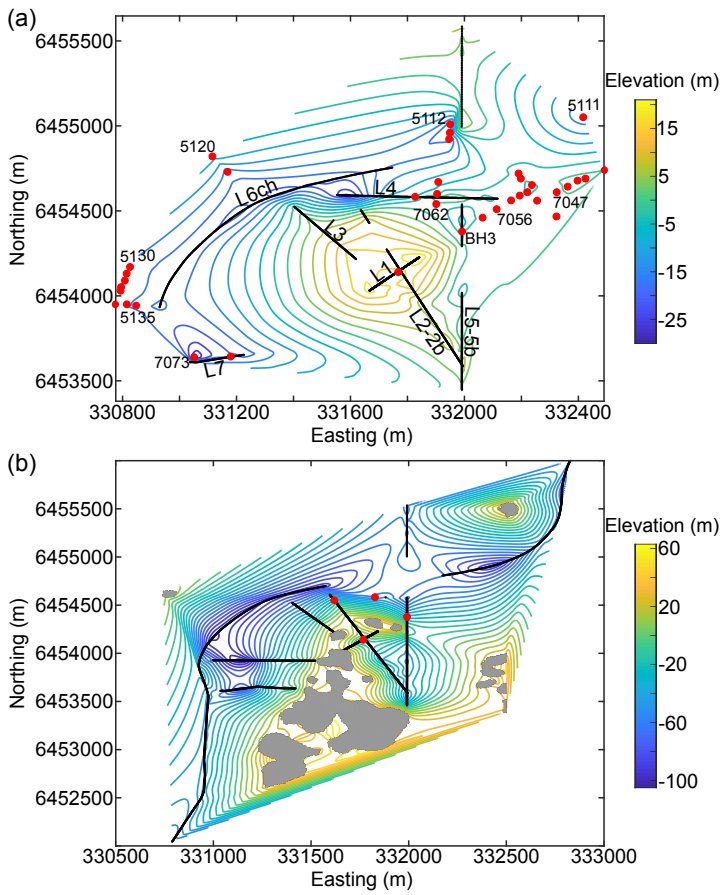 (a)
6455500
6455000
6454500
6454000
6453500
Northing (m)
330800
331200
331600
332000
332400
Easting (m)
Elevation (m)
15
5
-5
-15
-25
5111
5112
5120
L6ch
L4
7062
7056
7047
BH3
L3
L1
L2-2b
L5-5b
5130
5135
7073
L7
(b)
6455500
6455000
6454500
6454000
6453500
6453000
6452500
6452000
Northing (m)
330500
331000
331500
332000
332500
333000
Easting (m)
Elevation (m)
60
20
-20
-60
-100